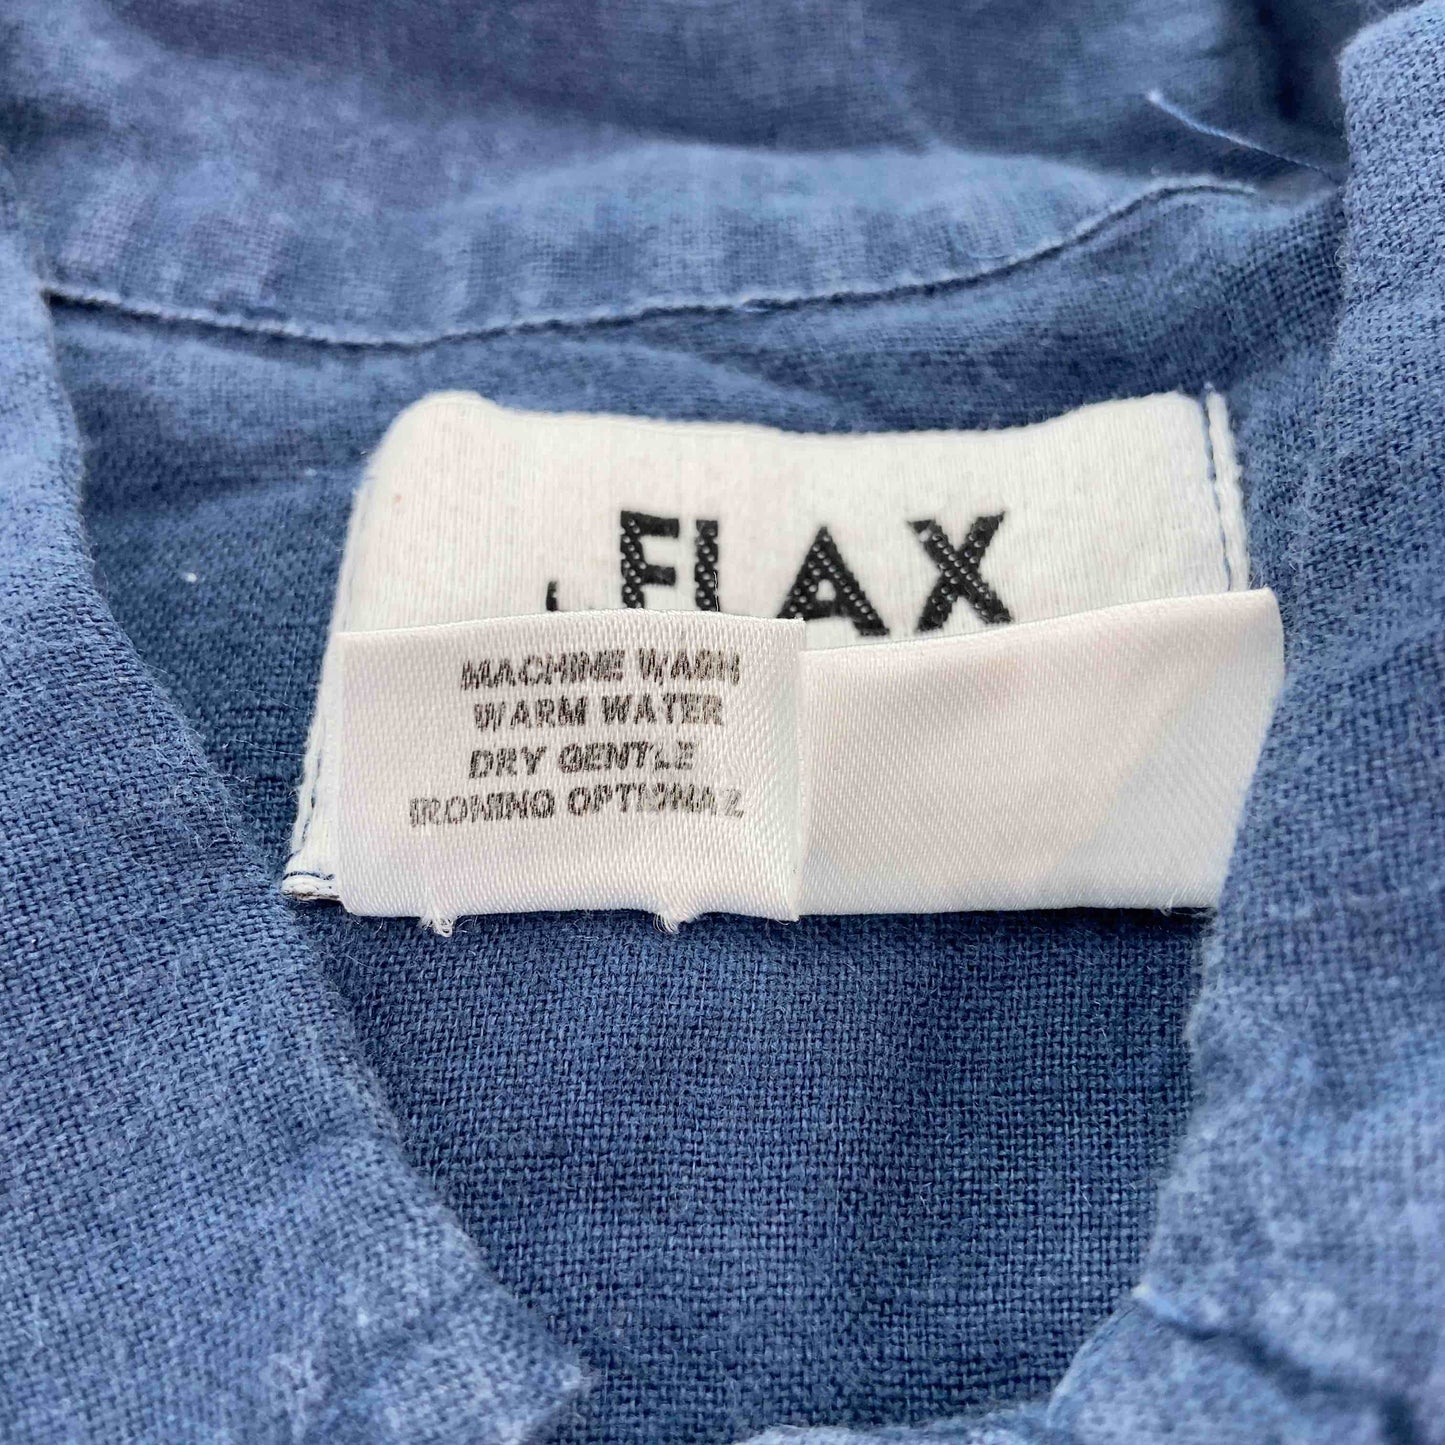 FLAX
MACHINE WASH
WARM WATER
DRY GENTLE
IRONING OPTIONAL